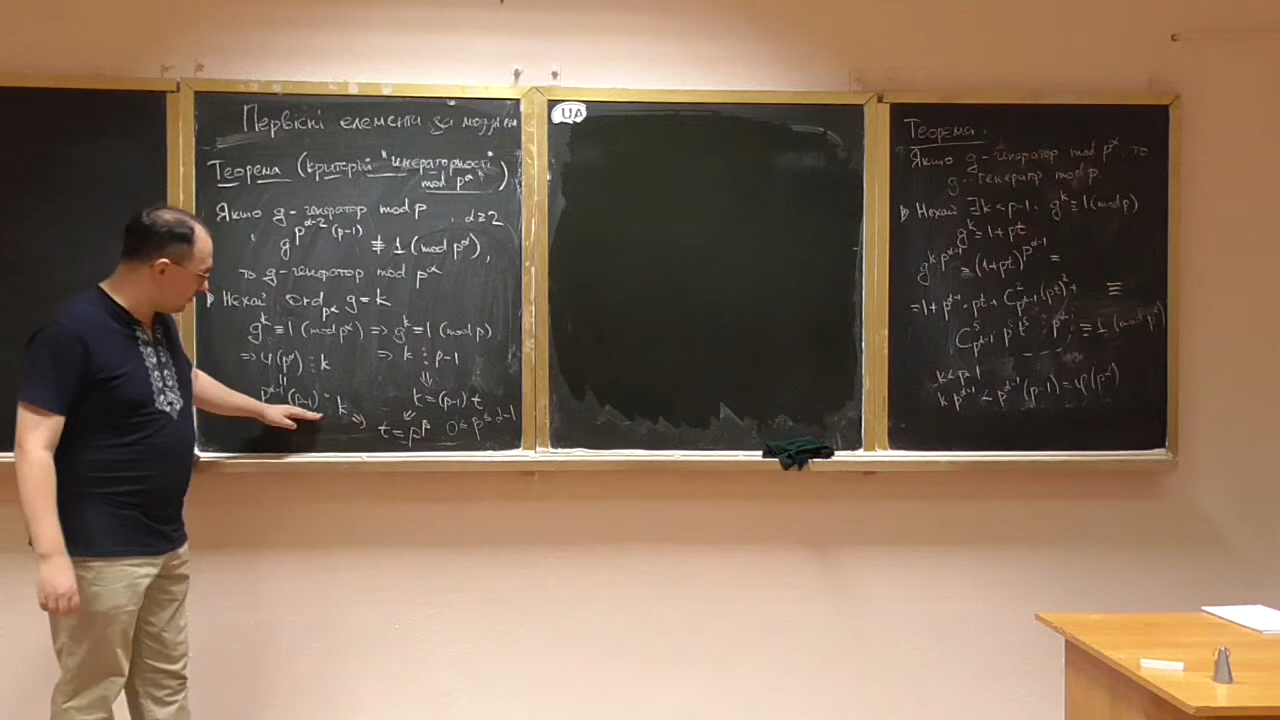 Первісні елементи за модулем
Теорема (критерій "генераторності"
mod p^α")
Якщо g - генератор mod p, α≥2
g^{p^{α-2}(p-1)} ≢ 1 (mod p^α),
то g - генератор mod p^α
Нехай ord_{p^α} g = k
g^k ≡ 1 (mod p^α) => g^k ≡ 1 (mod p)
=> φ(p^α) ⋮ k => k ⋮ p-1
p^{α-1}(p-1) ⋮ k k = (p-1) t
t = p^β 0 ≤ β ≤ α-1
UA
Теорема.
Якщо g - генератор mod p^α, то
g - генератр mod p
Нехай ∃k < p-1. g^k ≡ 1 (mod p)
g^k = 1 + pt
g^{k p^{α-1}} = (1+pt)^{p^{α-1}} =
= 1 + p^{α-1} · pt + C^2_{p^{α-1}} (pt)^2 + ≡
≡ 1 (mod p^α)
k < p-1
k p^{α-1} < p^{α-1} (p-1) = φ(p^α)